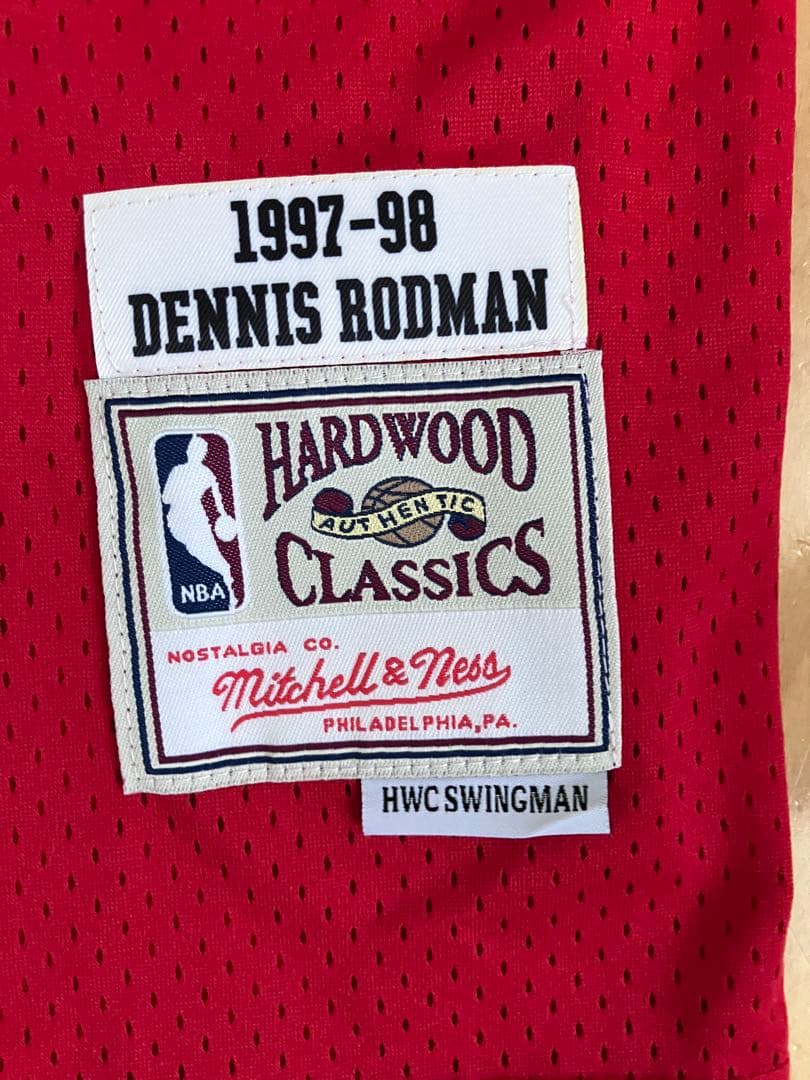 1997-98
DENNIS RODMAN
HARDWOOD
AUTHENTIC
CLASSICS
NBA
NOSTALGIA CO.
Mitchell & Ness
PHILADELPHIA, PA.
HWC SWINGMAN